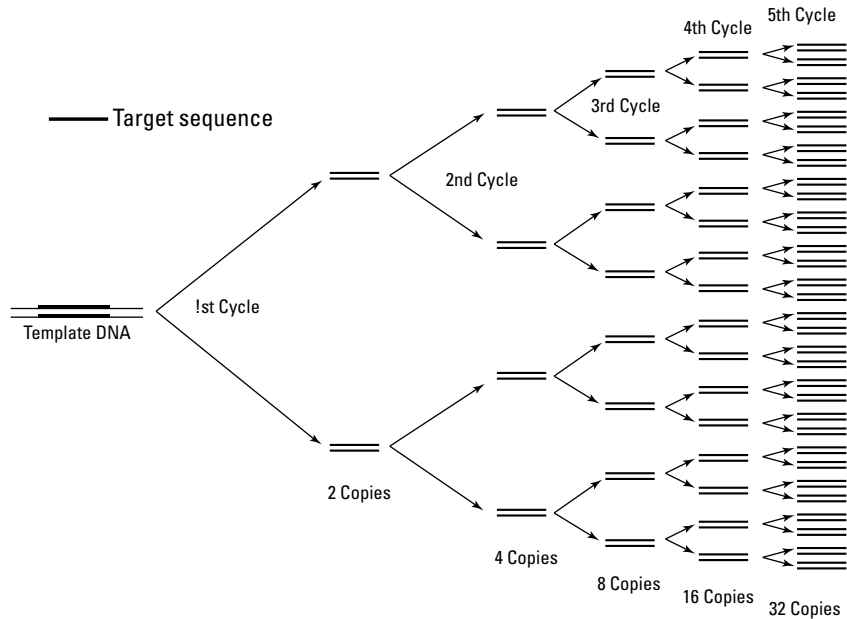 5th Cycle
4th Cycle
3rd Cycle
Target sequence
2nd Cycle
!st Cycle
Template DNA
2 Copies
4 Copies
8 Copies
16 Copies
32 Copies